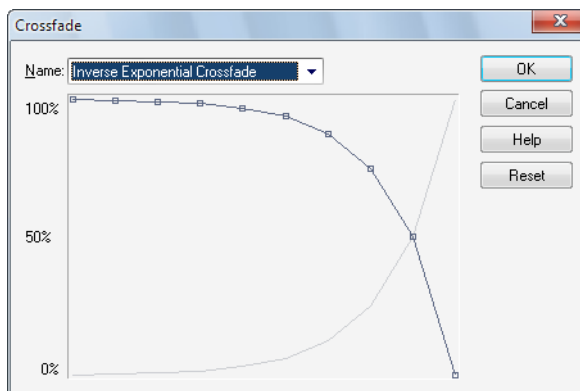 Crossfade
Name: Inverse Exponential Crossfade
OK
Cancel
Help
Reset
100%
50%
0%